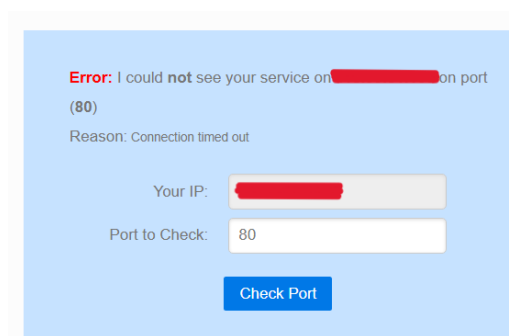 Error: I could not see your service on on port
(80)
Reason: Connection timed out
Your IP:
Port to Check: 80
Check Port